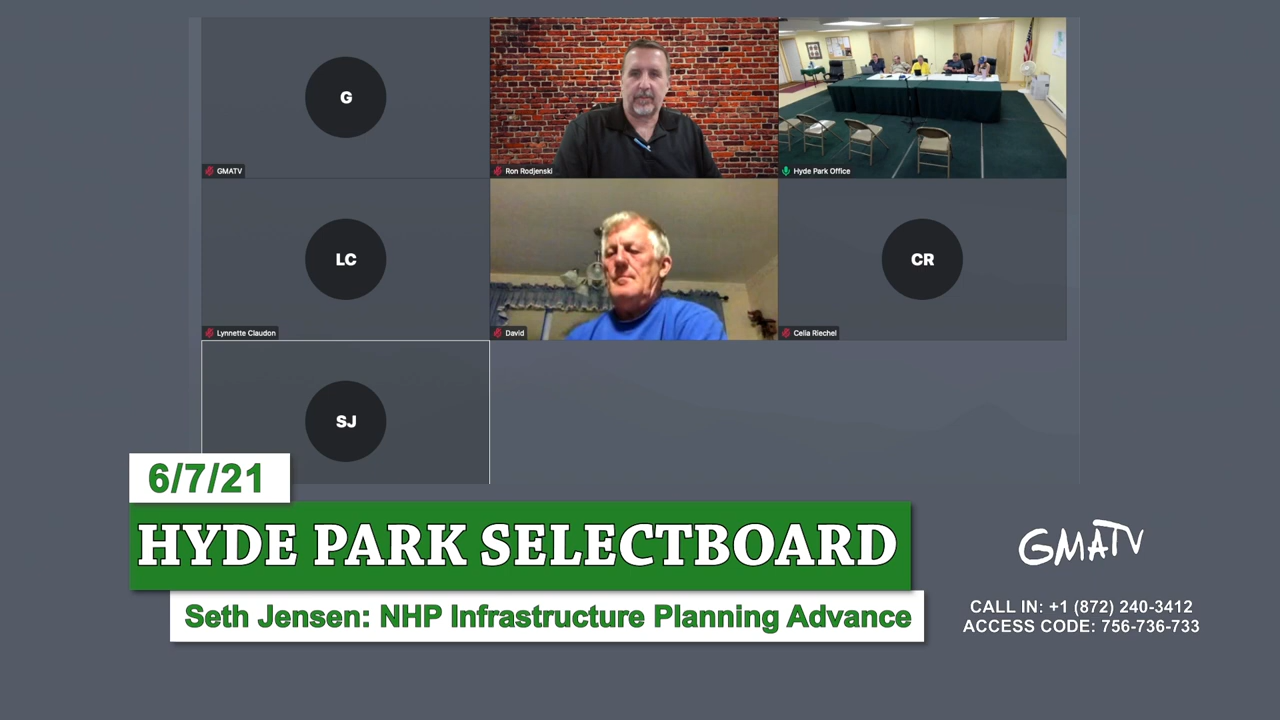 G
GMATV
Ron Rodjenski
Hyde Park Office
LC
Lynnette Claudon
David
CR
Celia Riechel
SJ
6/7/21
HYDE PARK SELECTBOARD
Seth Jensen: NHP Infrastructure Planning Advance
GMATV
CALL IN: +1 (872) 240-3412
ACCESS CODE: 756-736-733